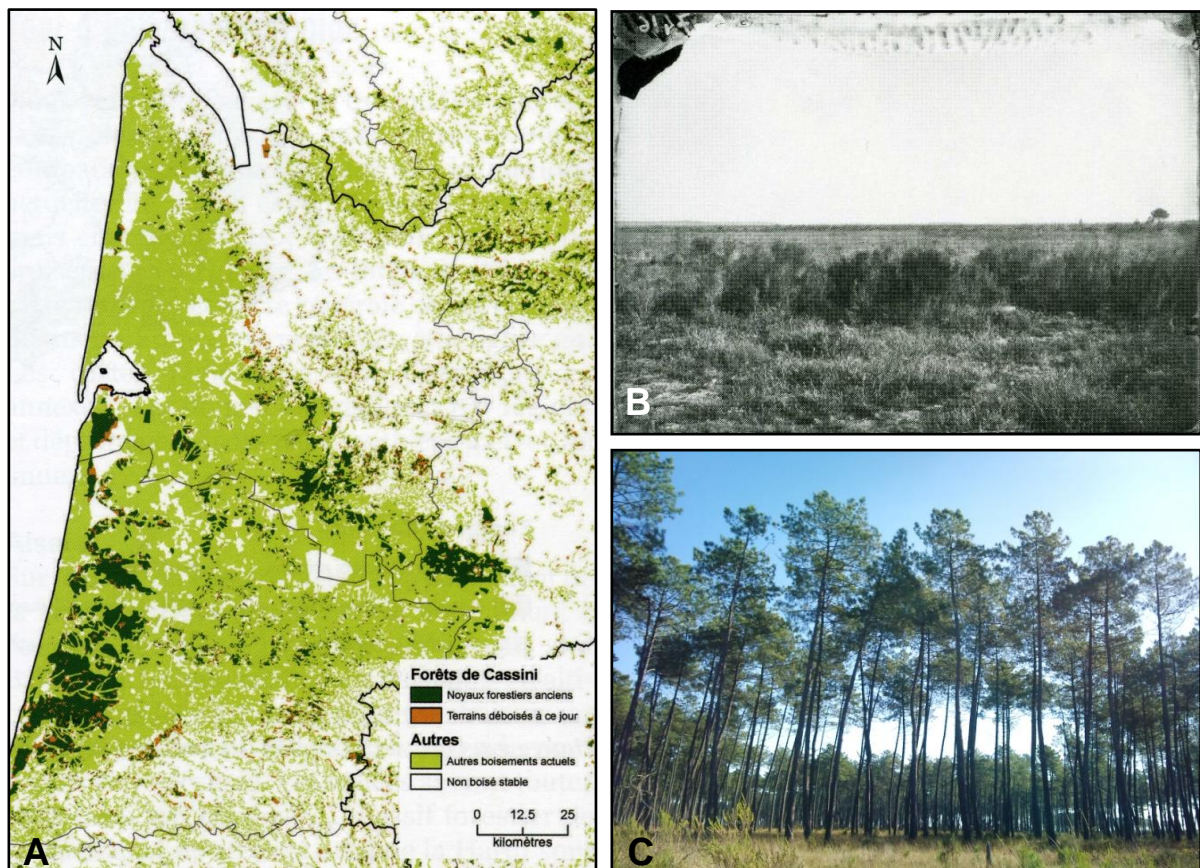 N
Forêts de Cassini
Noyaux forestiers anciens
Terrains déboisés à ce jour
Autres
Autres boisements actuels
Non boisé stable
0 12.5 25
kilomètres
A
B
C